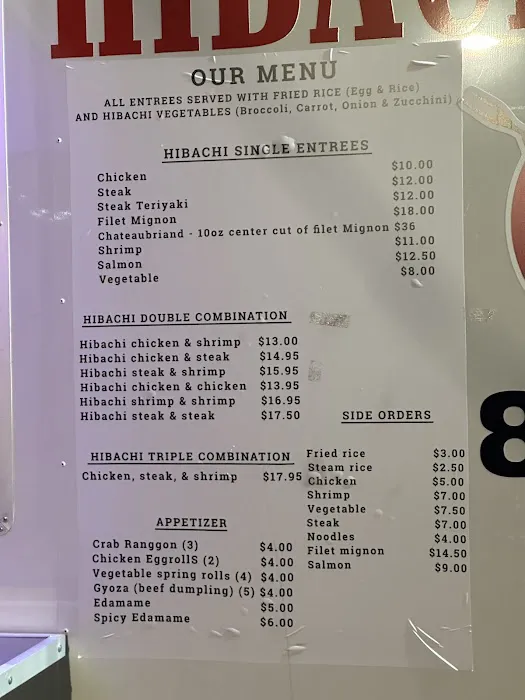 HIBAC
OUR MENU
ALL ENTREES SERVED WITH FRIED RICE (Egg & Rice)
AND HIBACHI VEGETABLES (Broccoli, Carrot, Onion & Zucchini)
HIBACHI SINGLE ENTREES
Chicken $10.00
Steak $12.00
Steak Teriyaki $12.00
Filet Mignon $18.00
Chateaubriand - 10oz center cut of filet Mignon $36
Shrimp $11.00
Salmon $12.50
Vegetable $8.00
HIBACHI DOUBLE COMBINATION
Hibachi chicken & shrimp $13.00
Hibachi chicken & steak $14.95
Hibachi steak & shrimp $15.95
Hibachi chicken & chicken $13.95
Hibachi shrimp & shrimp $16.95
Hibachi steak & steak $17.50
HIBACHI TRIPLE COMBINATION
Chicken, steak, & shrimp $17.95
APPETIZER
Crab Ranggon (3) $4.00
Chicken EggrollS (2) $4.00
Vegetable spring rolls (4) $4.00
Gyoza (beef dumpling) (5) $4.00
Edamame $5.00
Spicy Edamame $6.00
SIDE ORDERS
Fried rice $3.00
Steam rice $2.50
Chicken $5.00
Shrimp $7.00
Vegetable $7.50
Steak $7.00
Noodles $4.00
Filet mignon $14.50
Salmon $9.00
8